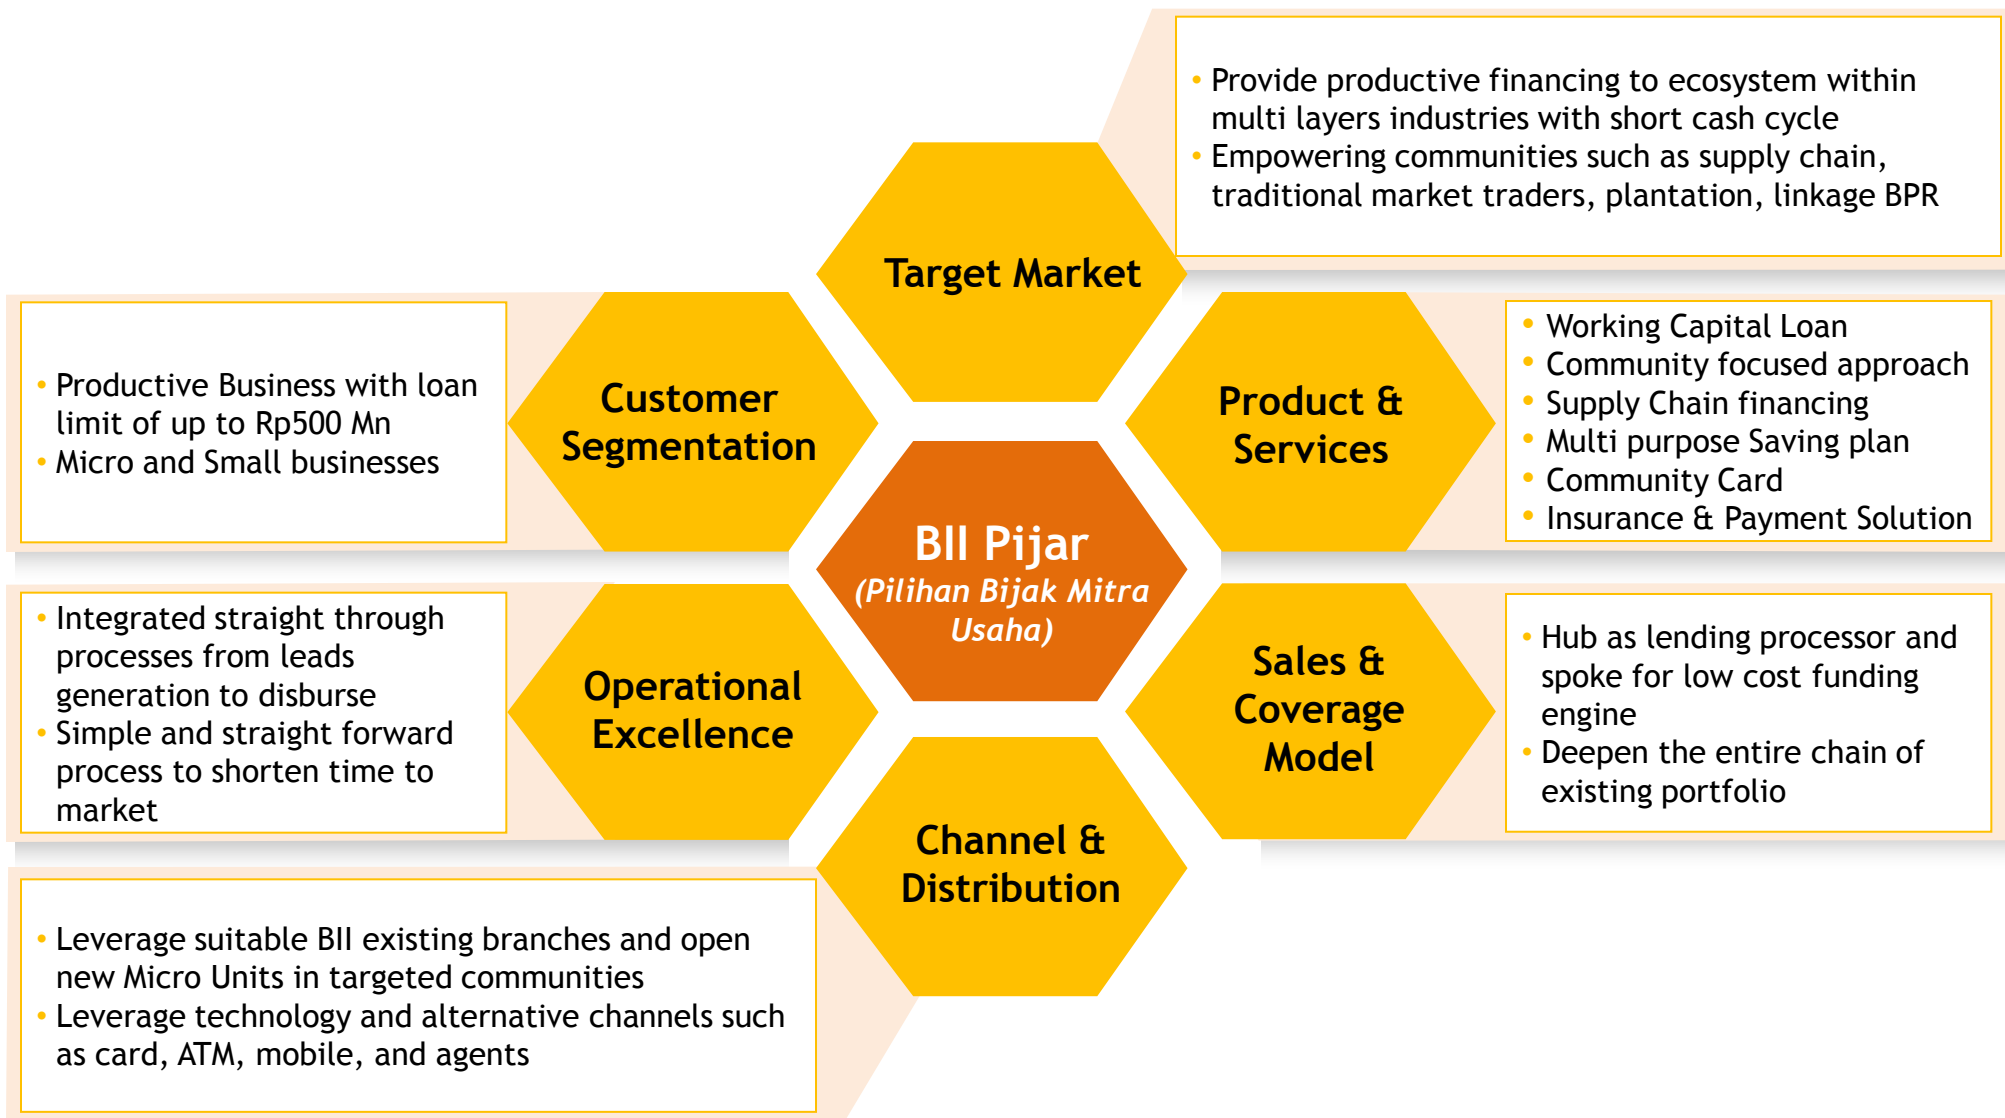 • Provide productive financing to ecosystem within
multi layers industries with short cash cycle
• Empowering communities such as supply chain,
traditional market traders, plantation, linkage BPR
Target Market
• Productive Business with loan
limit of up to Rp500 Mn
• Micro and Small businesses
Customer
Segmentation
Product &
Services
• Working Capital Loan
• Community focused approach
• Supply Chain financing
• Multi purpose Saving plan
• Community Card
• Insurance & Payment Solution
BII Pijar
(Pilihan Bijak Mitra
Usaha)
• Integrated straight through
processes from leads
generation to disburse
• Simple and straight forward
process to shorten time to
market
Operational
Excellence
Sales &
Coverage
Model
• Hub as lending processor and
spoke for low cost funding
engine
• Deepen the entire chain of
existing portfolio
Channel &
Distribution
• Leverage suitable BII existing branches and open
new Micro Units in targeted communities
• Leverage technology and alternative channels such
as card, ATM, mobile, and agents